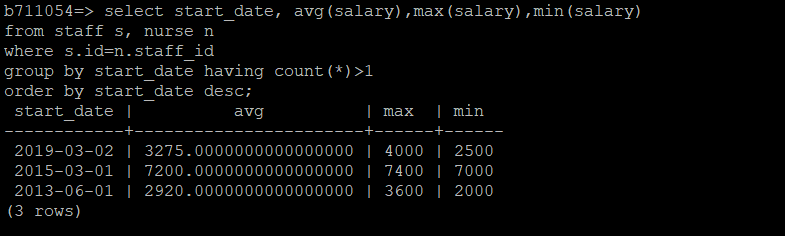 b711054=> select start_date, avg(salary),max(salary),min(salary)
from staff s, nurse n
where s.id=n.staff_id
group by start_date having count(*)>1
order by start_date desc;
 start_date |          avg          | max  | min
------------+-----------------------+------+------
 2019-03-02 | 3275.0000000000000000 | 4000 | 2500
 2015-03-01 | 7200.0000000000000000 | 7400 | 7000
 2013-06-01 | 2920.0000000000000000 | 3600 | 2000
(3 rows)